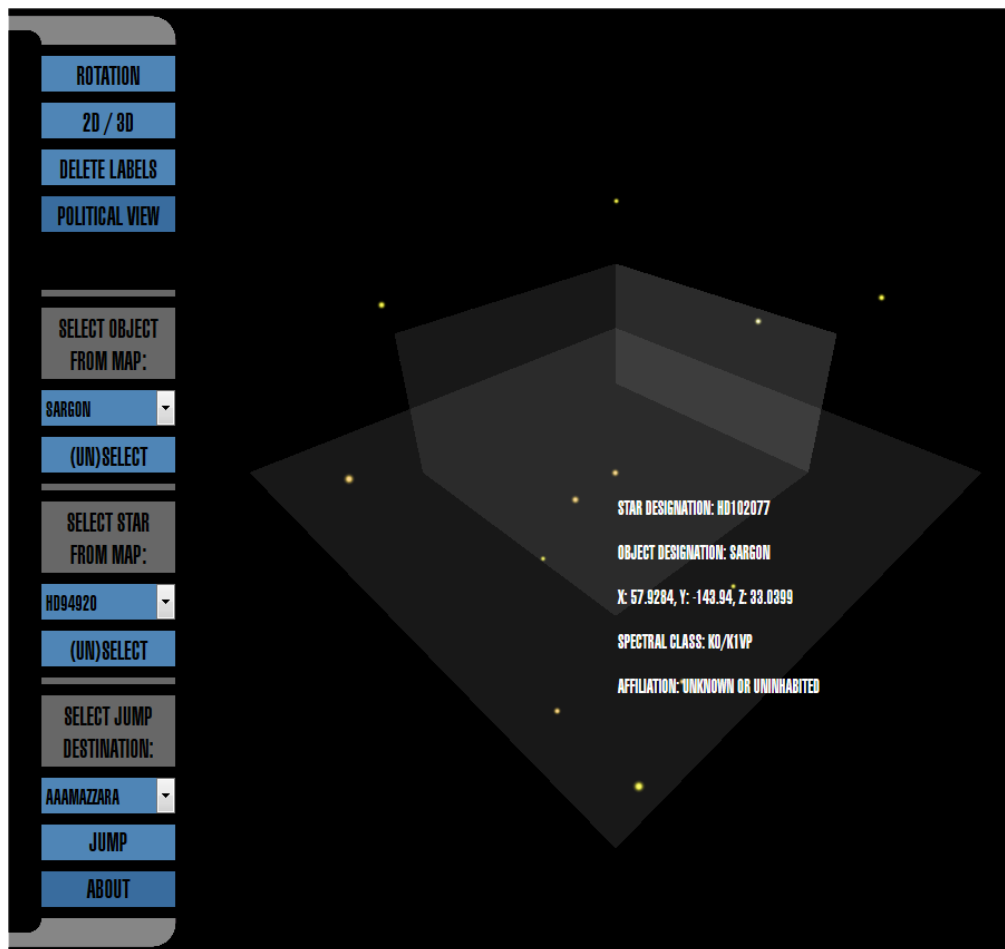 ROTATION
2D / 3D
DELETE LABELS
POLITICAL VIEW
SELECT OBJECT
FROM MAP:
SARGON
(UN)SELECT
SELECT STAR
FROM MAP:
HD94920
(UN)SELECT
SELECT JUMP
DESTINATION:
AAAMAZZARA
JUMP
ABOUT
STAR DESIGNATION: HD102077
OBJECT DESIGNATION: SARGON
X: 57.9284, Y: -143.94, Z: 33.0399
SPECTRAL CLASS: K0/K1VP
AFFILIATION: UNKNOWN OR UNINHABITED